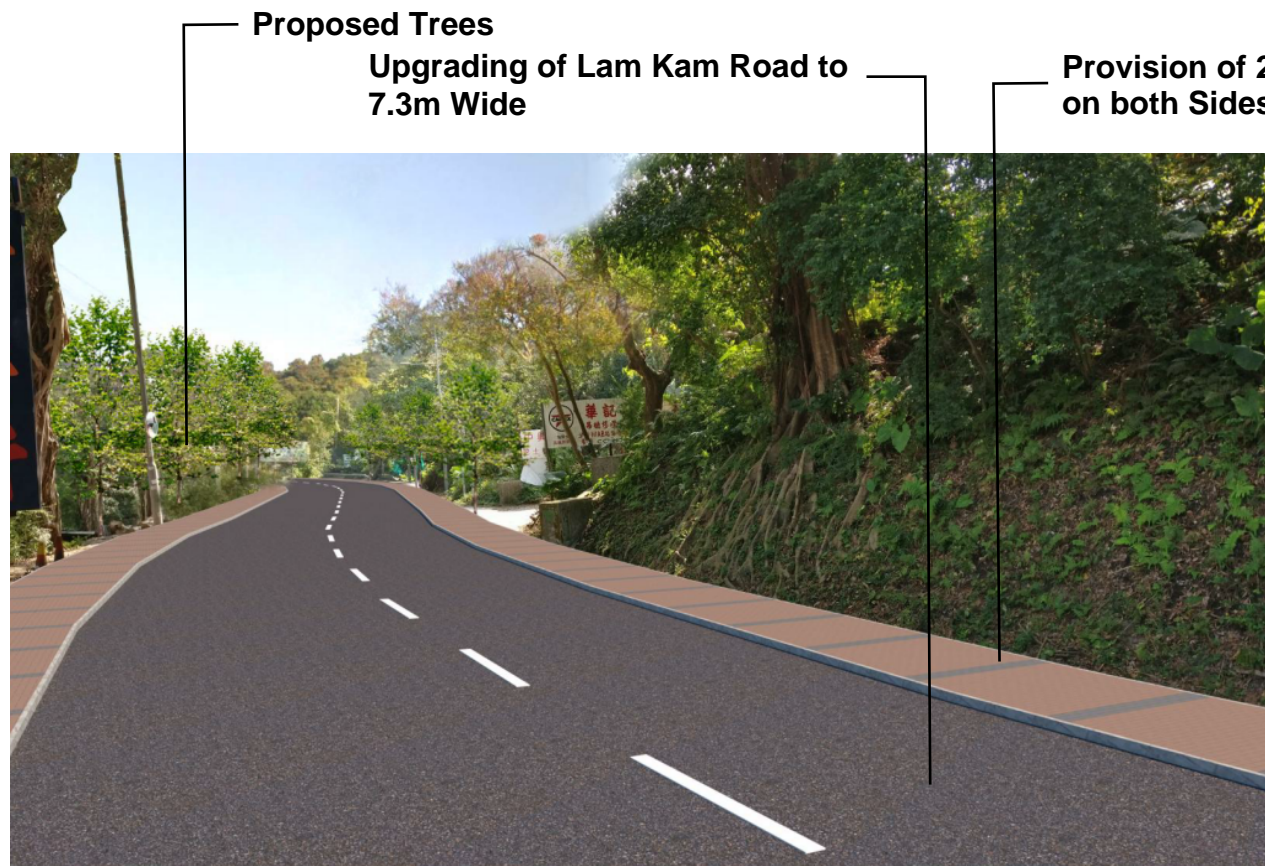 Proposed Trees
Upgrading of Lam Kam Road to
7.3m Wide
Provision of 2
on both Sides
華記